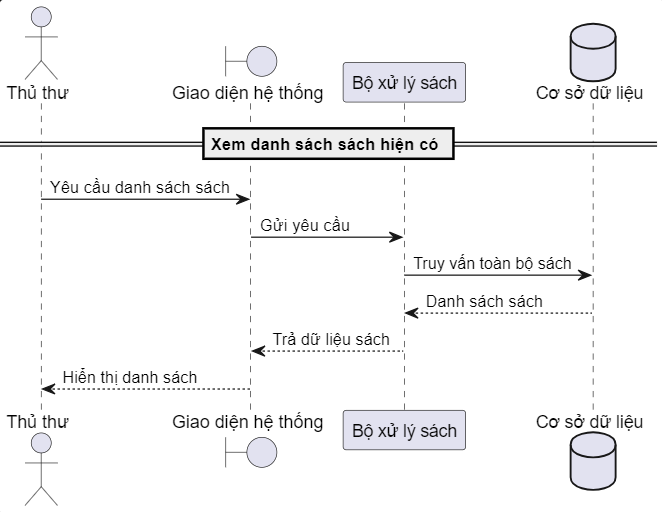 Thủ thư
Giao diện hệ thống
Bộ xử lý sách
Cơ sở dữ liệu
Xem danh sách sách hiện có
Yêu cầu danh sách sách
Gửi yêu cầu
Truy vấn toàn bộ sách
Danh sách sách
Trả dữ liệu sách
Hiển thị danh sách
Thủ thư
Giao diện hệ thống
Bộ xử lý sách
Cơ sở dữ liệu